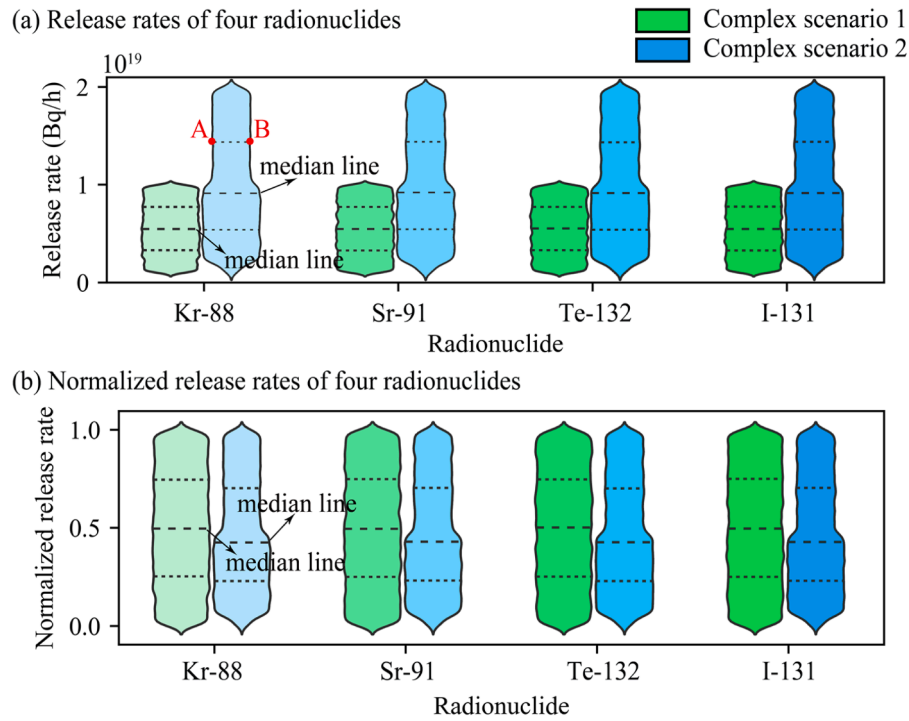 (a) Release rates of four radionuclides
Complex scenario 1
Complex scenario 2
10¹⁹
Release rate (Bq/h)
2
1
0
A
B
median line
median line
Kr-88
Sr-91
Te-132
I-131
Radionuclide
(b) Normalized release rates of four radionuclides
Normalized release rate
1.0
0.5
0.0
median line
median line
Kr-88
Sr-91
Te-132
I-131
Radionuclide